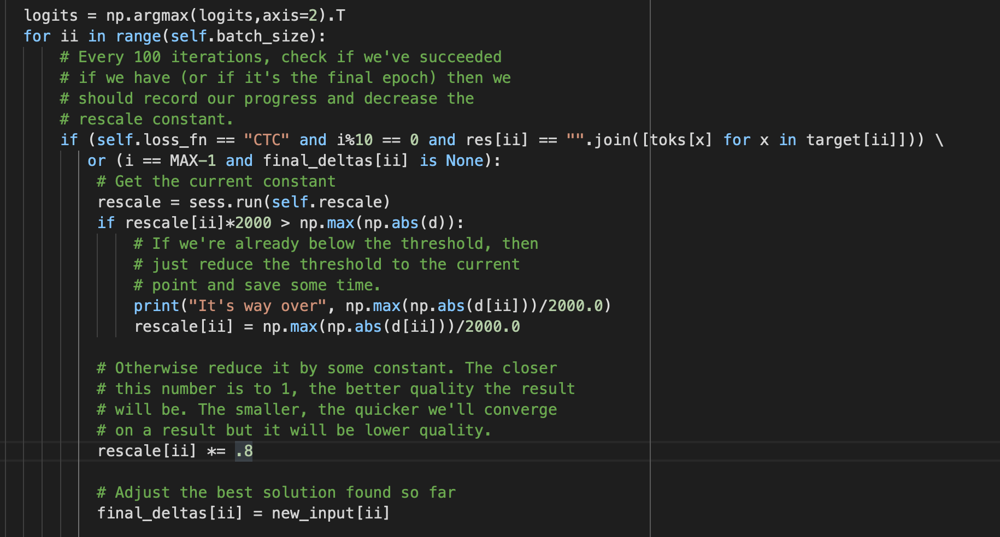 logits = np.argmax(logits,axis=2).T
for ii in range(self.batch_size):
# Every 100 iterations, check if we've succeeded
# if we have (or if it's the final epoch) then we
# should record our progress and decrease the
# rescale constant.
if (self.loss_fn == "CTC" and i%10 == 0 and res[ii] == "".join([toks[x] for x in target[ii]])) \
or (i == MAX-1 and final_deltas[ii] is None):
# Get the current constant
rescale = sess.run(self.rescale)
if rescale[ii]*2000 > np.max(np.abs(d)):
# If we're already below the threshold, then
# just reduce the threshold to the current
# point and save some time.
print("It's way over", np.max(np.abs(d[ii]))/2000.0)
rescale[ii] = np.max(np.abs(d[ii]))/2000.0
# Otherwise reduce it by some constant. The closer
# this number is to 1, the better quality the result
# will be. The smaller, the quicker we'll converge
# on a result but it will be lower quality.
rescale[ii] *= .8
# Adjust the best solution found so far
final_deltas[ii] = new_input[ii]